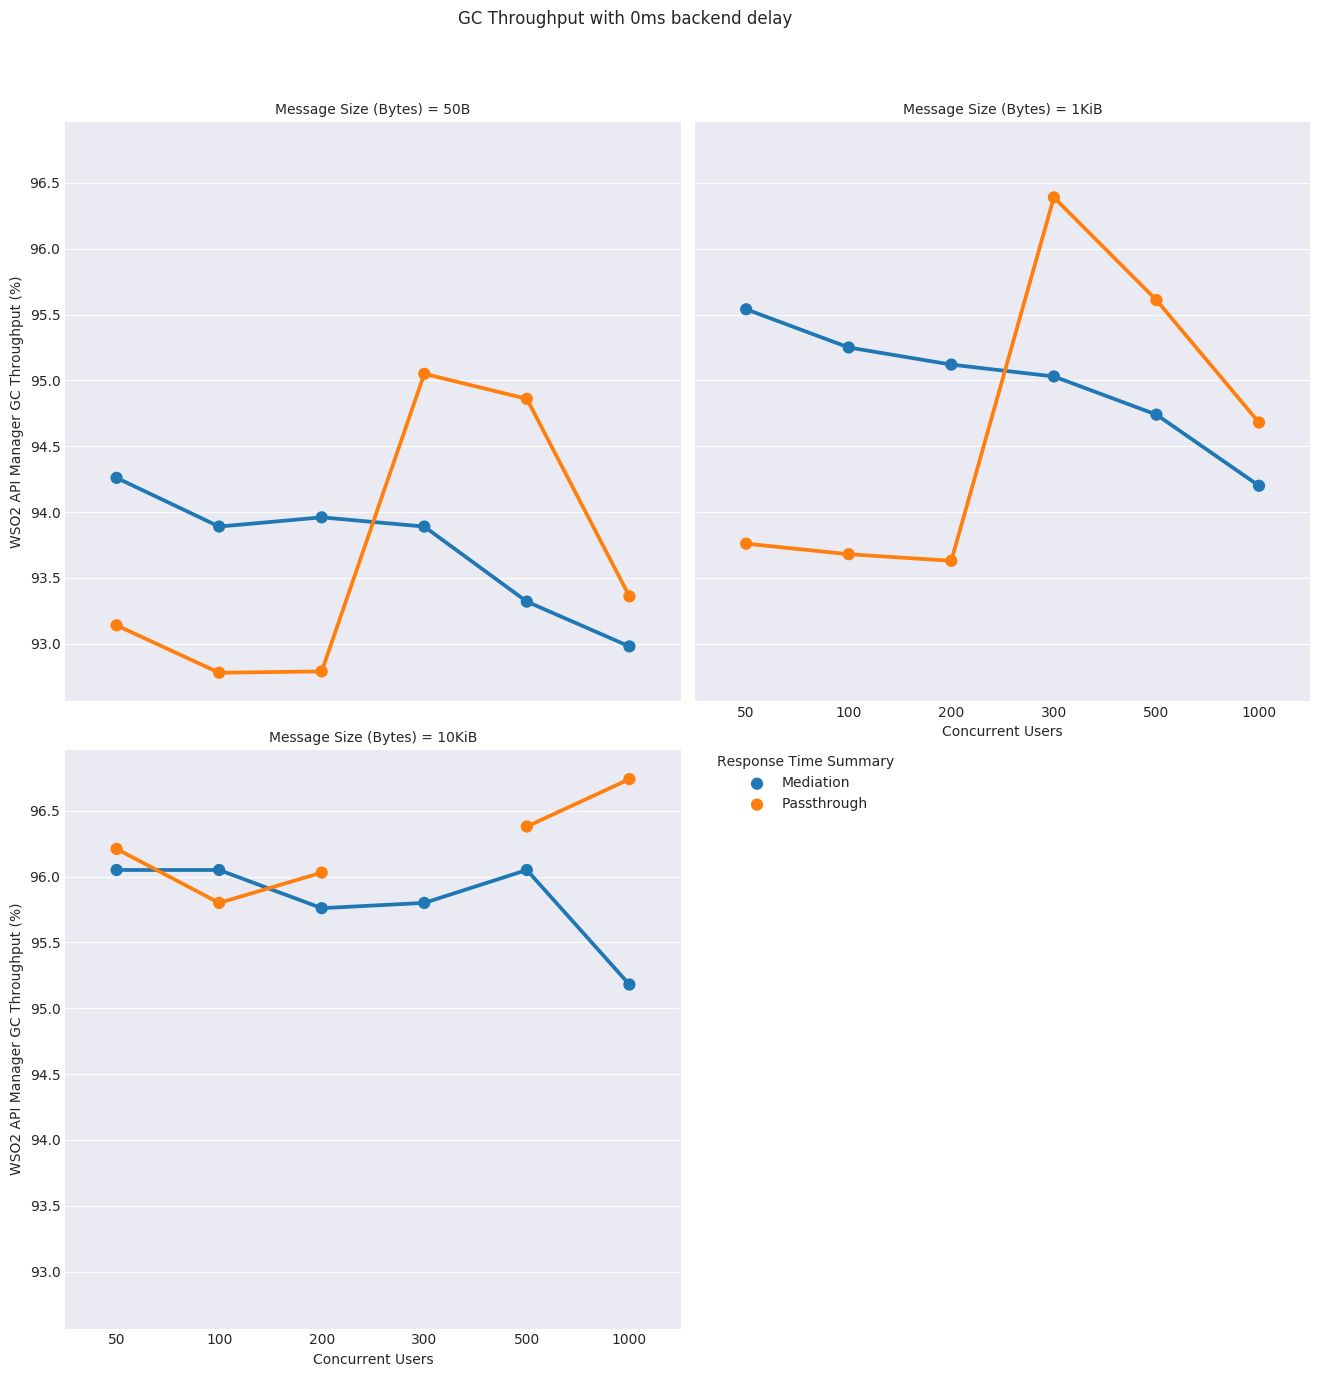 GC Throughput with 0ms backend delay
Message Size (Bytes) = 50B
WSO2 API Manager GC Throughput (%)
96.5
96.0
95.5
95.0
94.5
94.0
93.5
93.0
Message Size (Bytes) = 1KiB
50 100 200 300 500 1000
Concurrent Users
Message Size (Bytes) = 10KiB
WSO2 API Manager GC Throughput (%)
96.5
96.0
95.5
95.0
94.5
94.0
93.5
93.0
50 100 200 300 500 1000
Concurrent Users
Response Time Summary
Mediation
Passthrough